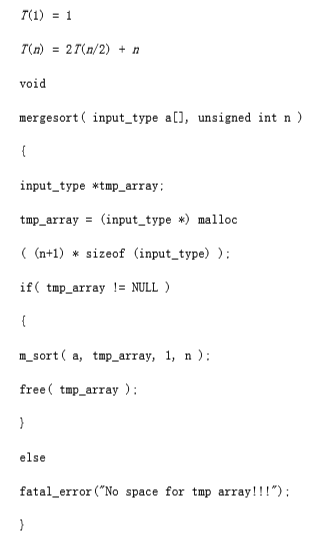 T(1) = 1
T(n) = 2T(n/2) + n
void
mergesort( input_type a[], unsigned int n )
{
input_type *tmp_array;
tmp_array = (input_type *) malloc
( (n+1) * sizeof (input_type) );
if( tmp_array != NULL )
{
m_sort( a, tmp_array, 1, n );
free( tmp_array );
}
else
fatal_error("No space for tmp array!!!");
}